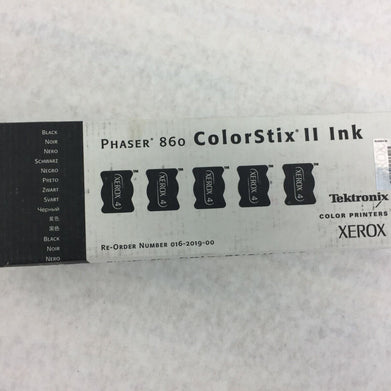 Black
Noir
Nero
Schwarz
Negro
Preto
Zwart
Svart
Черный
黒色
黑色
Black
Noir
Nero
Phaser® 860 ColorStix® II Ink
XEROX 4 XEROX 4 XEROX 4 XEROX 4 XEROX 4
Tektronix
COLOR PRINTERS
XEROX
Re-Order Number 016-2019-00